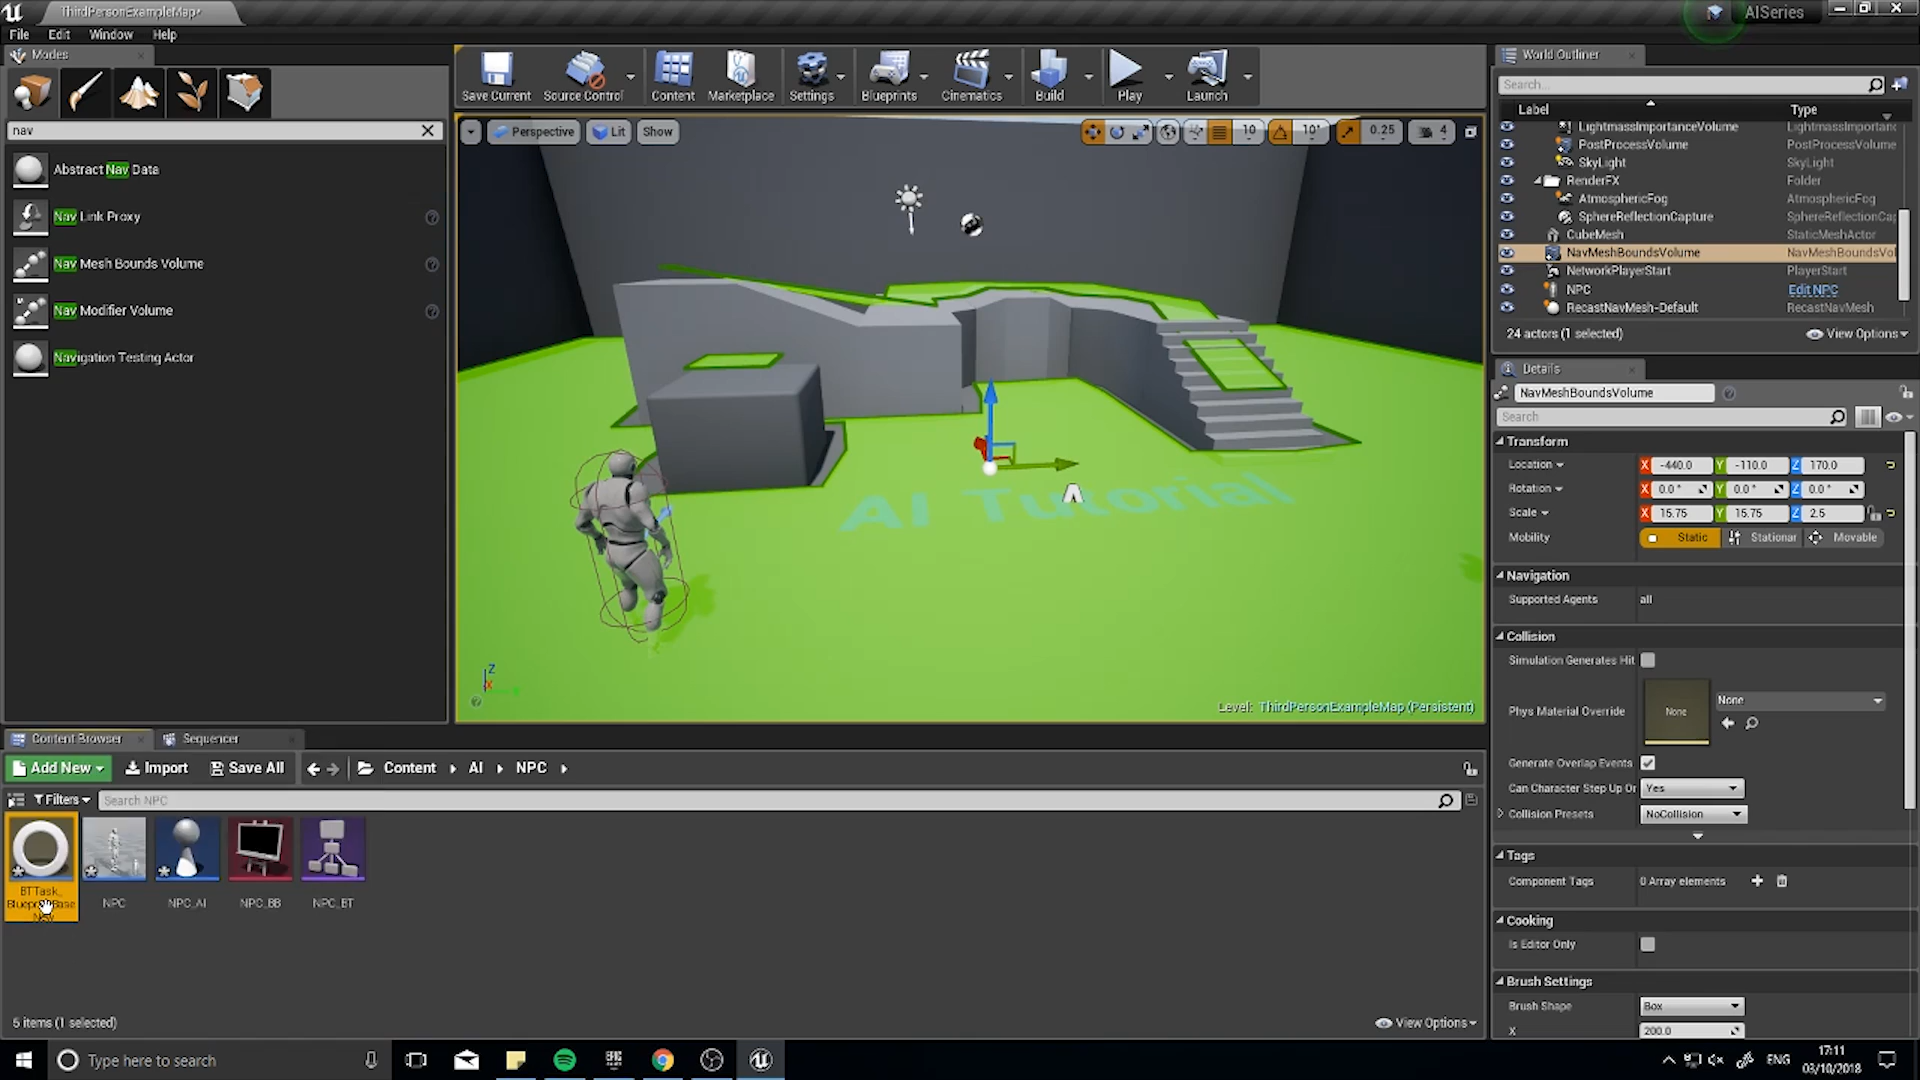 ThirdPersonExampleMap*
AISeries
File Edit Window Help
Modes
nav
Abstract Nav Data
Nav Link Proxy
Nav Mesh Bounds Volume
Nav Modifier Volume
Navigation Testing Actor
Save Current Source Control Content Marketplace Settings Blueprints Cinematics Build Play Launch
Perspective Lit Show 10 10° 0.25 4
AI Tutorial
Level: ThirdPersonExampleMap (Persistent)
World Outliner
Search...
Label Type
LightmassImportanceVolume LightmassImportan
PostProcessVolume PostProcessVolume
SkyLight SkyLight
RenderFX Folder
AtmosphericFog AtmosphericFog
SphereReflectionCapture SphereReflectionCap
CubeMesh StaticMeshActor
NavMeshBoundsVolume NavMeshBoundsVol
NetworkPlayerStart PlayerStart
NPC Edit NPC
RecastNavMesh-Default RecastNavMesh
24 actors (1 selected) View Options
Details
NavMeshBoundsVolume
Search
Transform
Location X -440.0 Y -110.0 Z 170.0
Rotation X 0.0° Y 0.0° Z 0.0°
Scale X 15.75 Y 15.75 Z 2.5
Mobility Static Stationar Movable
Navigation
Supported Agents all
Collision
Simulation Generates Hit
Phys Material Override None None
Generate Overlap Events
Can Character Step Up Or Yes
Collision Presets NoCollision
Tags
Component Tags 0 Array elements
Cooking
Is Editor Only
Brush Settings
Brush Shape Box
X 200.0
Content Browser Sequencer
Add New Import Save All Content AI NPC
Filters Search NPC
BTTask_
NPC NPC_AI NPC_BB NPC_BT
5 items (1 selected) View Options
Type here to search
ENG
17:11
03/10/2018